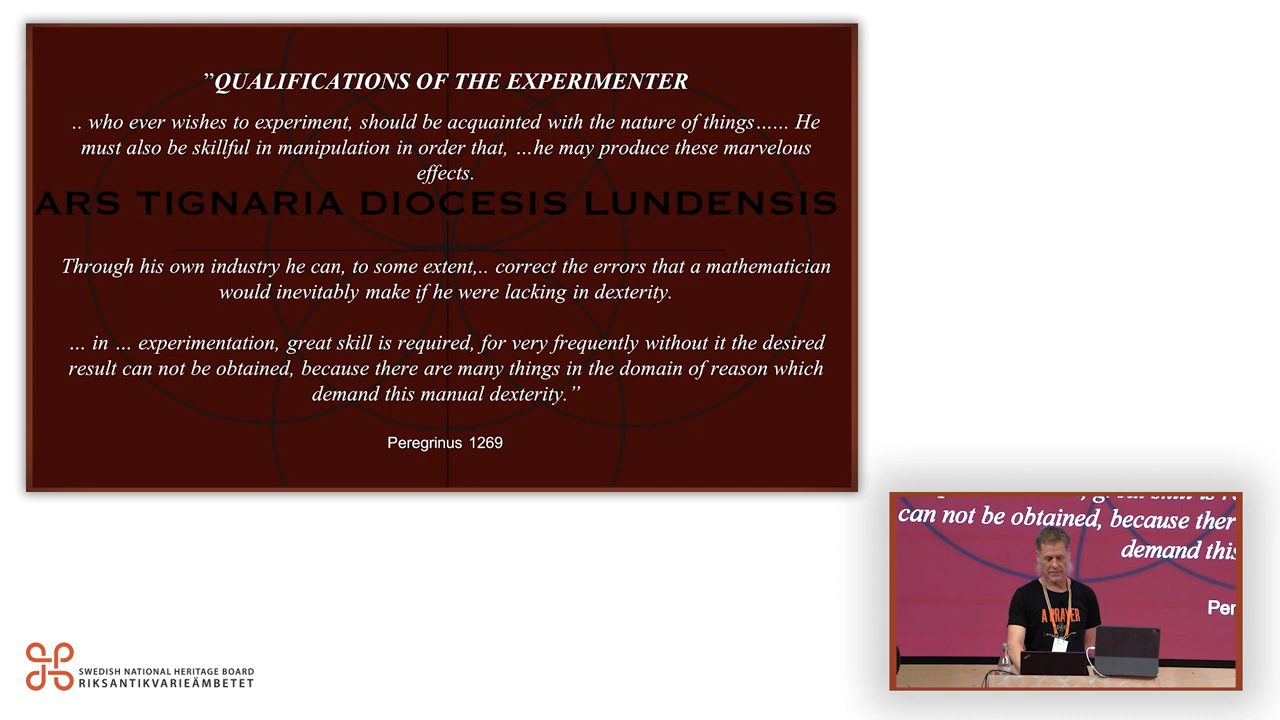 ”QUALIFICATIONS OF THE EXPERIMENTER
.. who ever wishes to experiment, should be acquainted with the nature of things…... He
must also be skillful in manipulation in order that, …he may produce these marvelous
effects.
ARS TIGNARIA DIOCESIS LUNDENSIS
Through his own industry he can, to some extent,.. correct the errors that a mathematician
would inevitably make if he were lacking in dexterity.
… in … experimentation, great skill is required, for very frequently without it the desired
result can not be obtained, because there are many things in the domain of reason which
demand this manual dexterity.”
Peregrinus 1269
can not be obtained, because ther
demand this
Per
A PRAYER
SWEDISH NATIONAL HERITAGE BOARD
RIKSANTIKVARIEÄMBETET